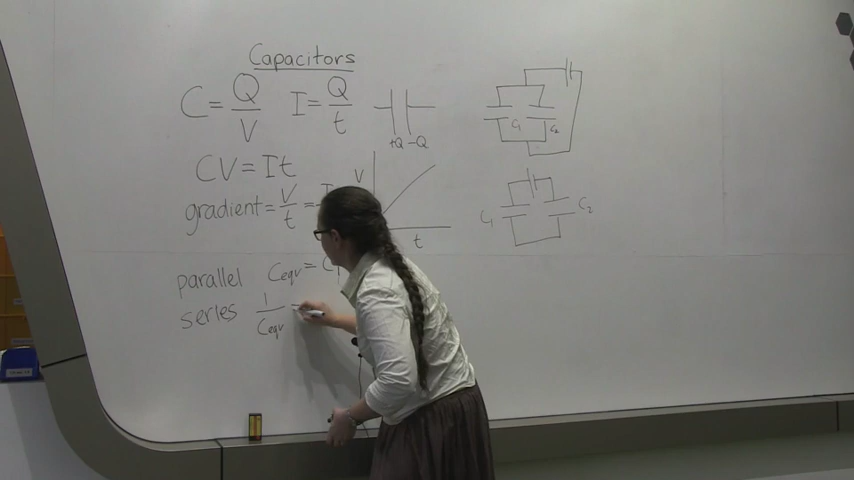 Capacitors
C = Q/V I = Q/t +Q -Q
CV = It
gradient = V/t =
V
t
parallel Ceqv = C
series 1/Ceqv =
C1 C2
C1 C2